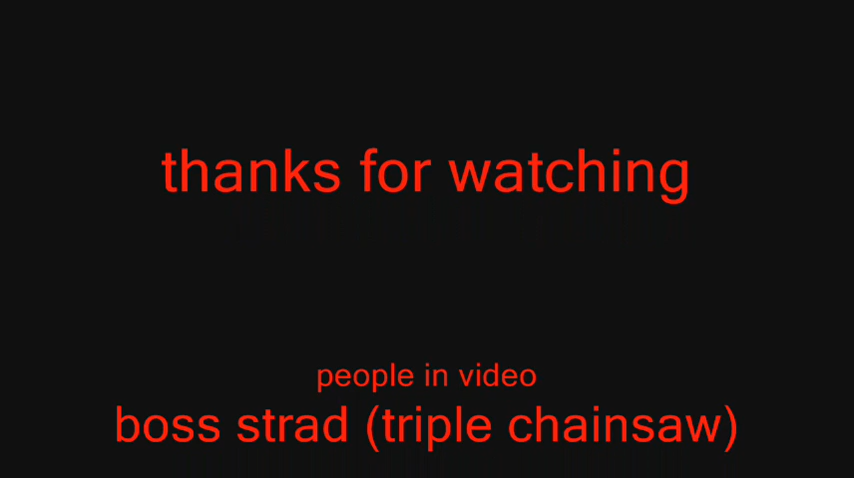 thanks for watching
people in video
boss strad (triple chainsaw)